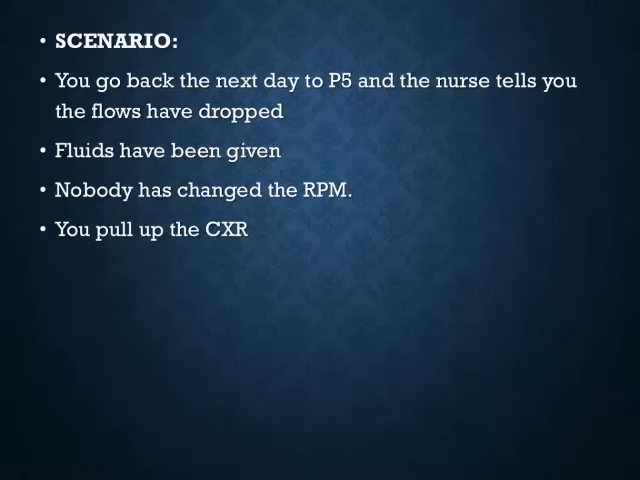 • SCENARIO:
• You go back the next day to P5 and the nurse tells you
the flows have dropped
• Fluids have been given
• Nobody has changed the RPM.
• You pull up the CXR